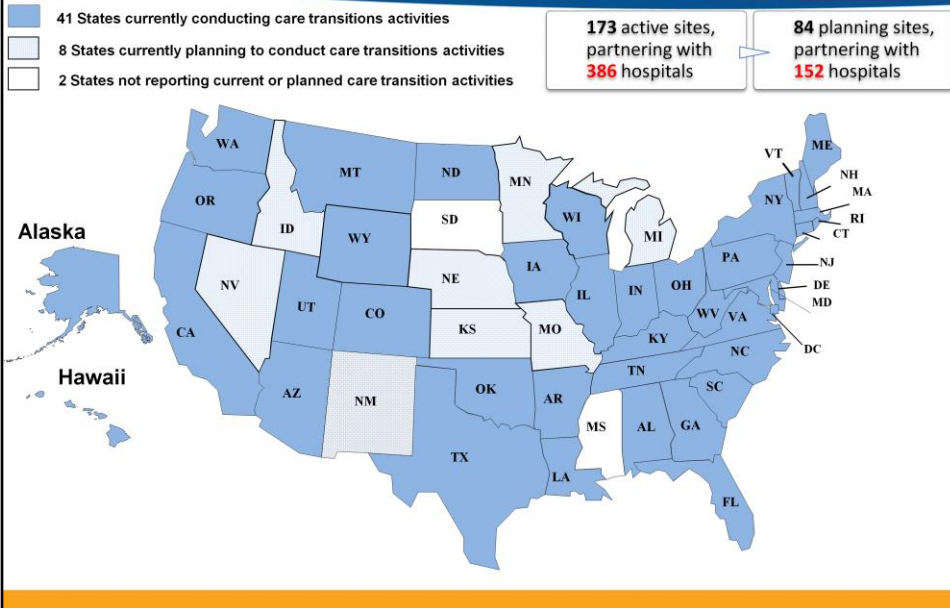 41 States currently conducting care transitions activities
8 States currently planning to conduct care transitions activities
2 States not reporting current or planned care transition activities
173 active sites,
partnering with
386 hospitals
84 planning sites,
partnering with
152 hospitals
WA
MT
ND
MN
VT
ME
NH
MA
NY
RI
CT
OR
ID
SD
WI
MI
WY
Alaska
PA
NJ
NE
IA
NV
IL
IN
OH
DE
MD
UT
CO
WV
VA
CA
KS
MO
KY
DC
NC
Hawaii
TN
AZ
NM
OK
AR
SC
MS
AL
GA
TX
LA
FL